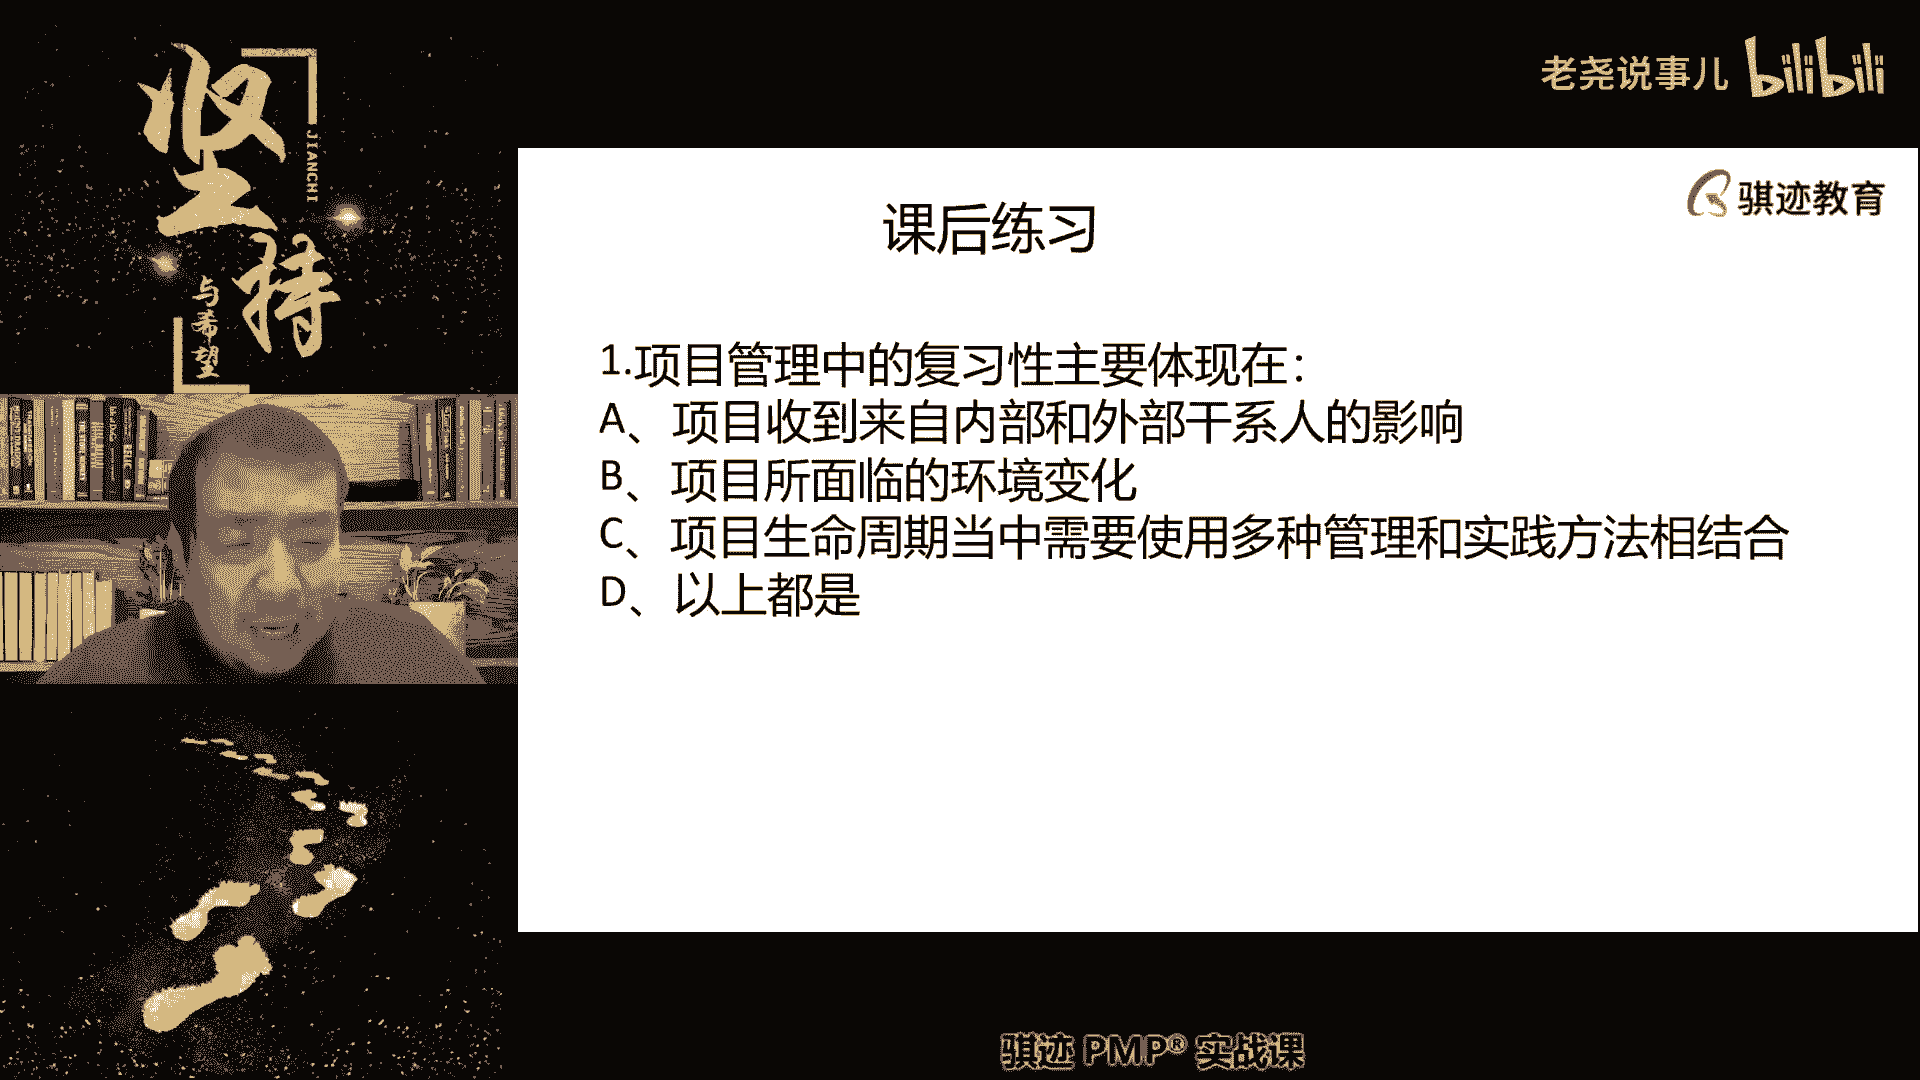 坚持
JIANCHI
与希望
老尧说事儿 bilibili
骐迹教育
课后练习
1.项目管理中的复习性主要体现在：
A、项目收到来自内部和外部干系人的影响
B、项目所面临的环境变化
C、项目生命周期当中需要使用多种管理和实践方法相结合
D、以上都是
骐迹 PMP® 实战课